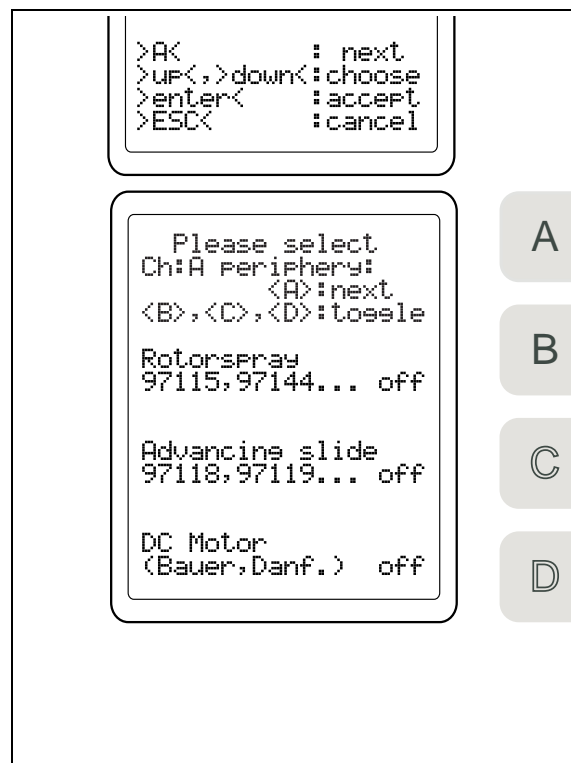 >A<            : next
>up<,>down<:choose
>enter<      :accept
>ESC<        :cancel
Please select
Ch:A periphery:
<A>:next
<B>,<C>,<D>:toggle
Rotorspray
97115,97144... off
Advancing slide
97118,97119... off
DC Motor
(Bauer,Danf.)  off
A
B
C
D